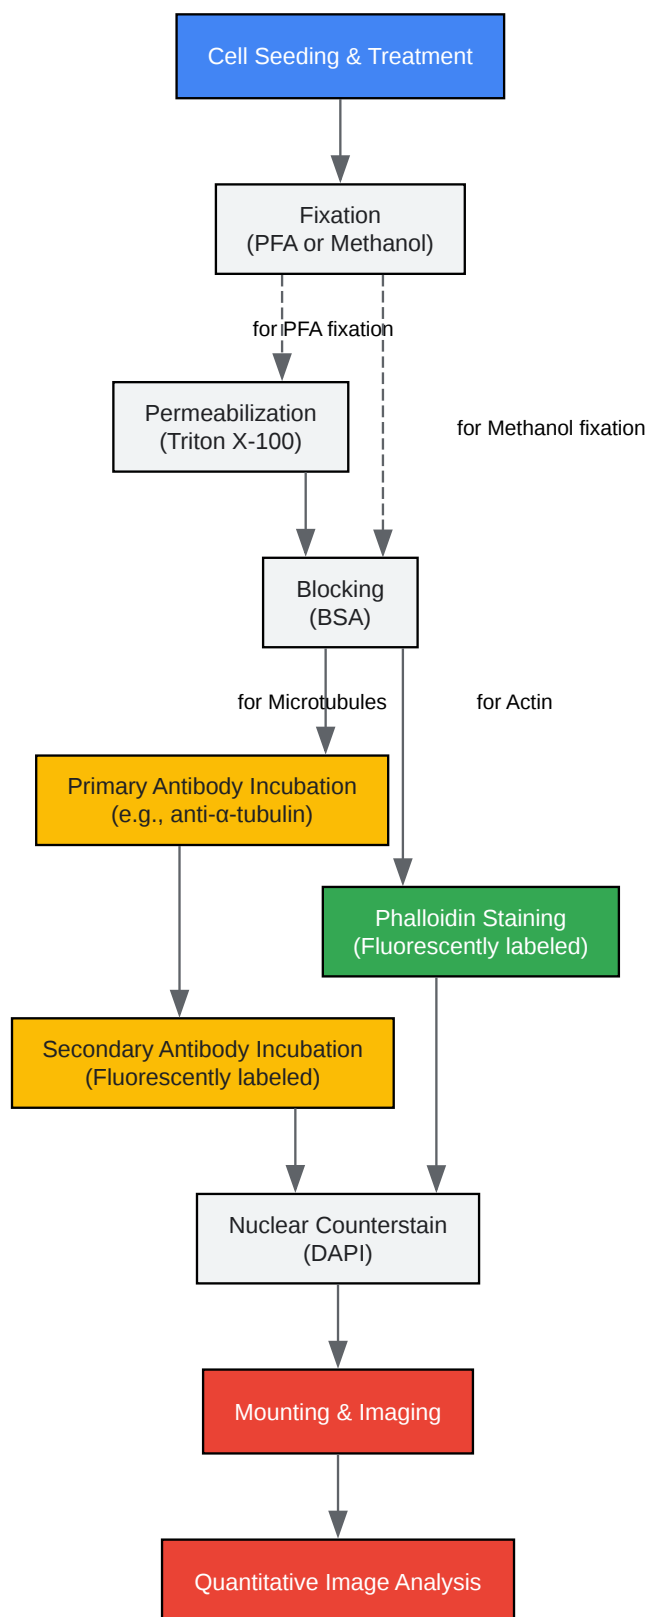 Cell Seeding & Treatment
Fixation
(PFA or Methanol)
for PFA fixation
Permeabilization
(Triton X-100)
for Methanol fixation
Blocking
(BSA)
for Microtubules
for Actin
Primary Antibody Incubation
(e.g., anti-α-tubulin)
Phalloidin Staining
(Fluorescently labeled)
Secondary Antibody Incubation
(Fluorescently labeled)
Nuclear Counterstain
(DAPI)
Mounting & Imaging
Quantitative Image Analysis